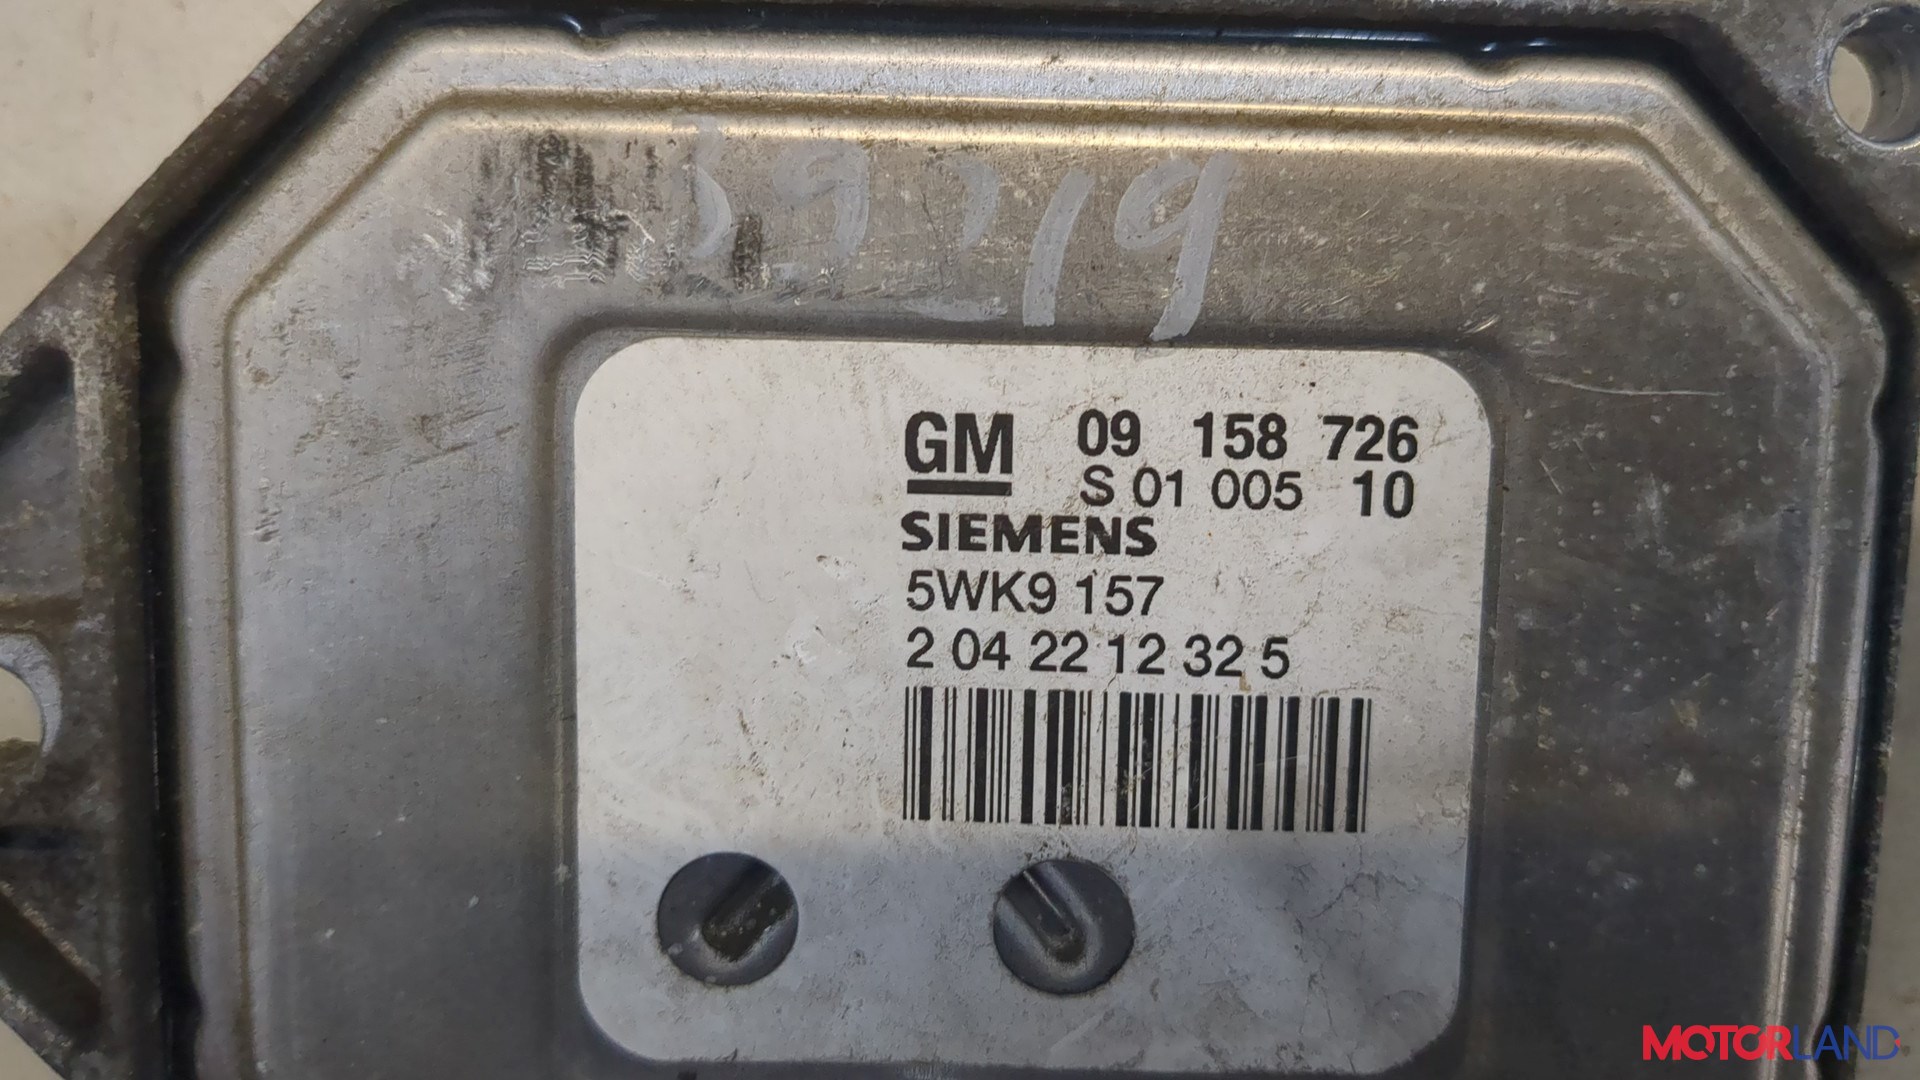 GM 09 158 726
S 01 005 10
SIEMENS
5WK9 157
2 04 22 12 32 5
MOTORLAND